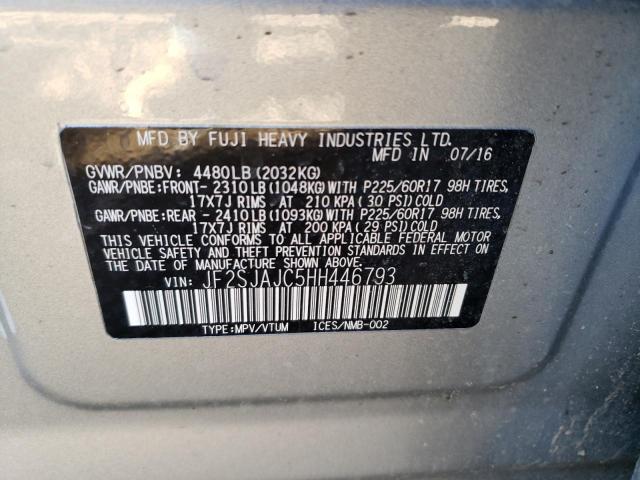 MFD BY FUJI HEAVY INDUSTRIES LTD.
MFD IN 07/16
GVWR/PNBV: 4480LB (2032KG)
GAWR/PNBE:FRONT- 2310LB(1048KG)WITH P225/60R17 98H TIRES,
17X7J RIMS AT 210 KPA( 30 PSI)COLD
GAWR/PNBE:REAR - 2410LB(1093KG)WITH P225/60R17 98H TIRES,
17X7J RIMS AT 200 KPA( 29 PSI)COLD
THIS VEHICLE CONFORMS TO ALL APPLICABLE FEDERAL MOTOR
VEHICLE SAFETY AND THEFT PREVENTION STANDARDS IN EFFECT ON
THE DATE OF MANUFACTURE SHOWN ABOVE.
VIN: JF2SJAJC5HH446793
TYPE:MPV/VTUM ICES/NMB-002